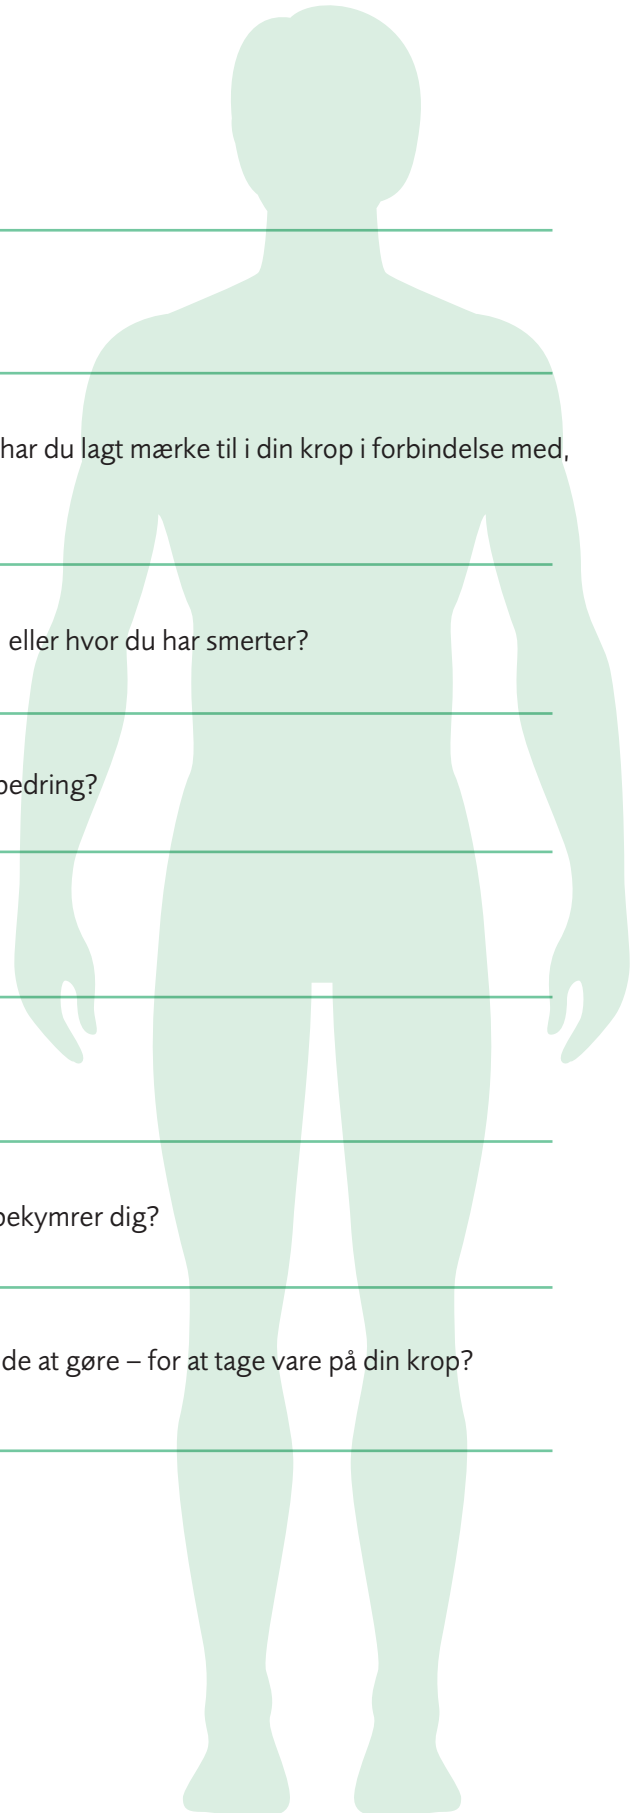 har du lagt mærke til i din krop i forbindelse med,
eller hvor du har smerter?
bedring?
bekymrer dig?
de at gøre – for at tage vare på din krop?